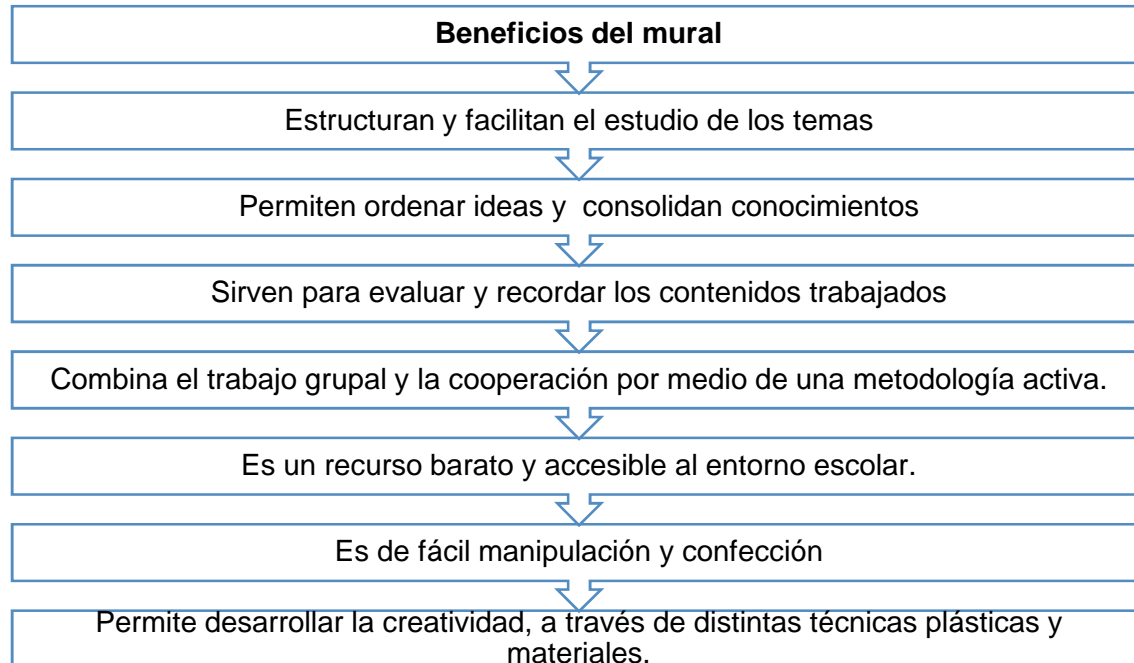 Beneficios del mural
Estructuran y facilitan el estudio de los temas
Permiten ordenar ideas y  consolidan conocimientos
Sirven para evaluar y recordar los contenidos trabajados
Combina el trabajo grupal y la cooperación por medio de una metodología activa.
Es un recurso barato y accesible al entorno escolar.
Es de fácil manipulación y confección
Permite desarrollar la creatividad, a través de distintas técnicas plásticas y
materiales.